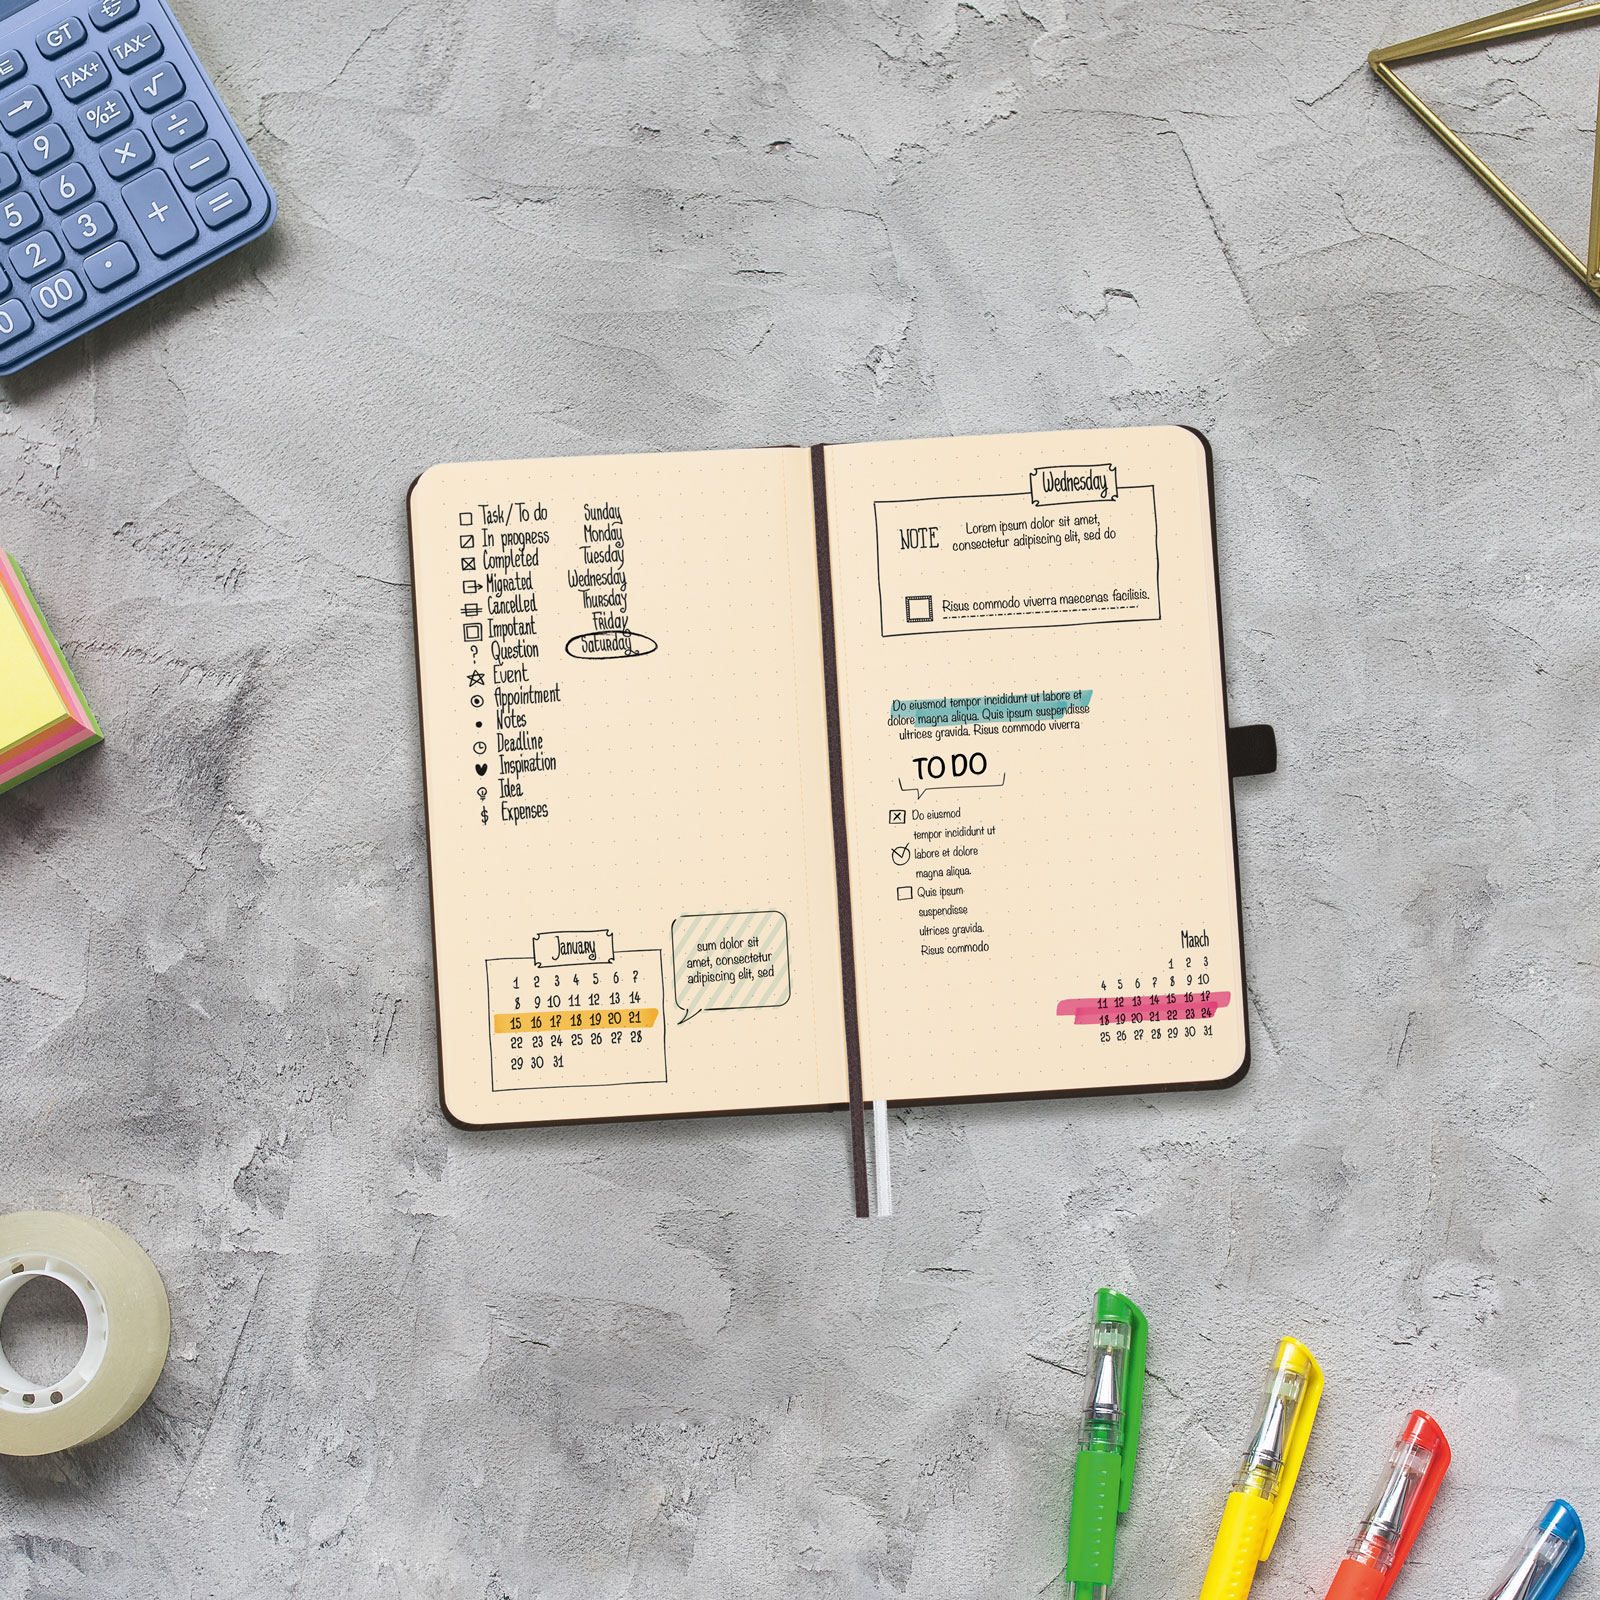 GT
TAX+
TAX-
√
%±
÷
9
×
−
6
+
=
5
3
2
.
00
0
Task/To do
In progress
Completed
Migrated
Cancelled
Impotant
? Question
Event
Appointment
• Notes
Deadline
Inspiration
Idea
$ Expenses
Sunday
Monday
Tuesday
Wednesday
Thursday
Friday
Saturday
January
1 2 3 4 5 6 7
8 9 10 11 12 13 14
15 16 17 18 19 20 21
22 23 24 25 26 27 28
29 30 31
sum dolor sit
amet, consectetur
adipiscing elit, sed
Wednesday
NOTE
Lorem ipsum dolor sit amet,
consectetur adipiscing elit, sed do
Risus commodo viverra maecenas facilisis.
Do eiusmod tempor incididunt ut labore et
dolore magna aliqua. Quis ipsum suspendisse
ultrices gravida. Risus commodo viverra
TO DO
Do eiusmod
tempor incididunt ut
labore et dolore
magna aliqua.
Quis ipsum
suspendisse
ultrices gravida.
Risus commodo
March
1 2 3
4 5 6 7 8 9 10
11 12 13 14 15 16 17
18 19 20 21 22 23 24
25 26 27 28 29 30 31